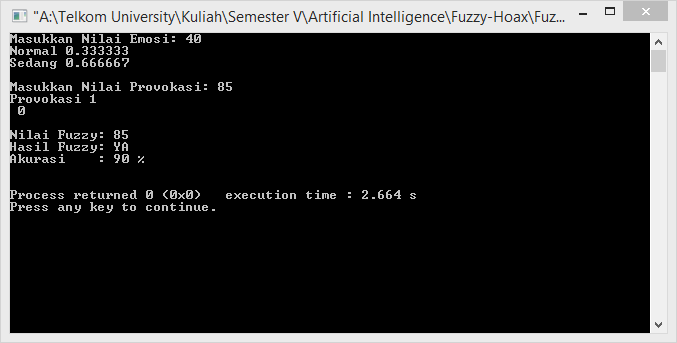 "A:\Telkom University\Kuliah\Semester V\Artificial Intelligence\Fuzzy-Hoax\Fuz...
Masukkan Nilai Emosi: 40
Normal 0.333333
Sedang 0.666667
Masukkan Nilai Provokasi: 85
Provokasi 1
0
Nilai Fuzzy: 85
Hasil Fuzzy: YA
Akurasi    : 90 %
Process returned 0 (0x0)   execution time : 2.664 s
Press any key to continue.